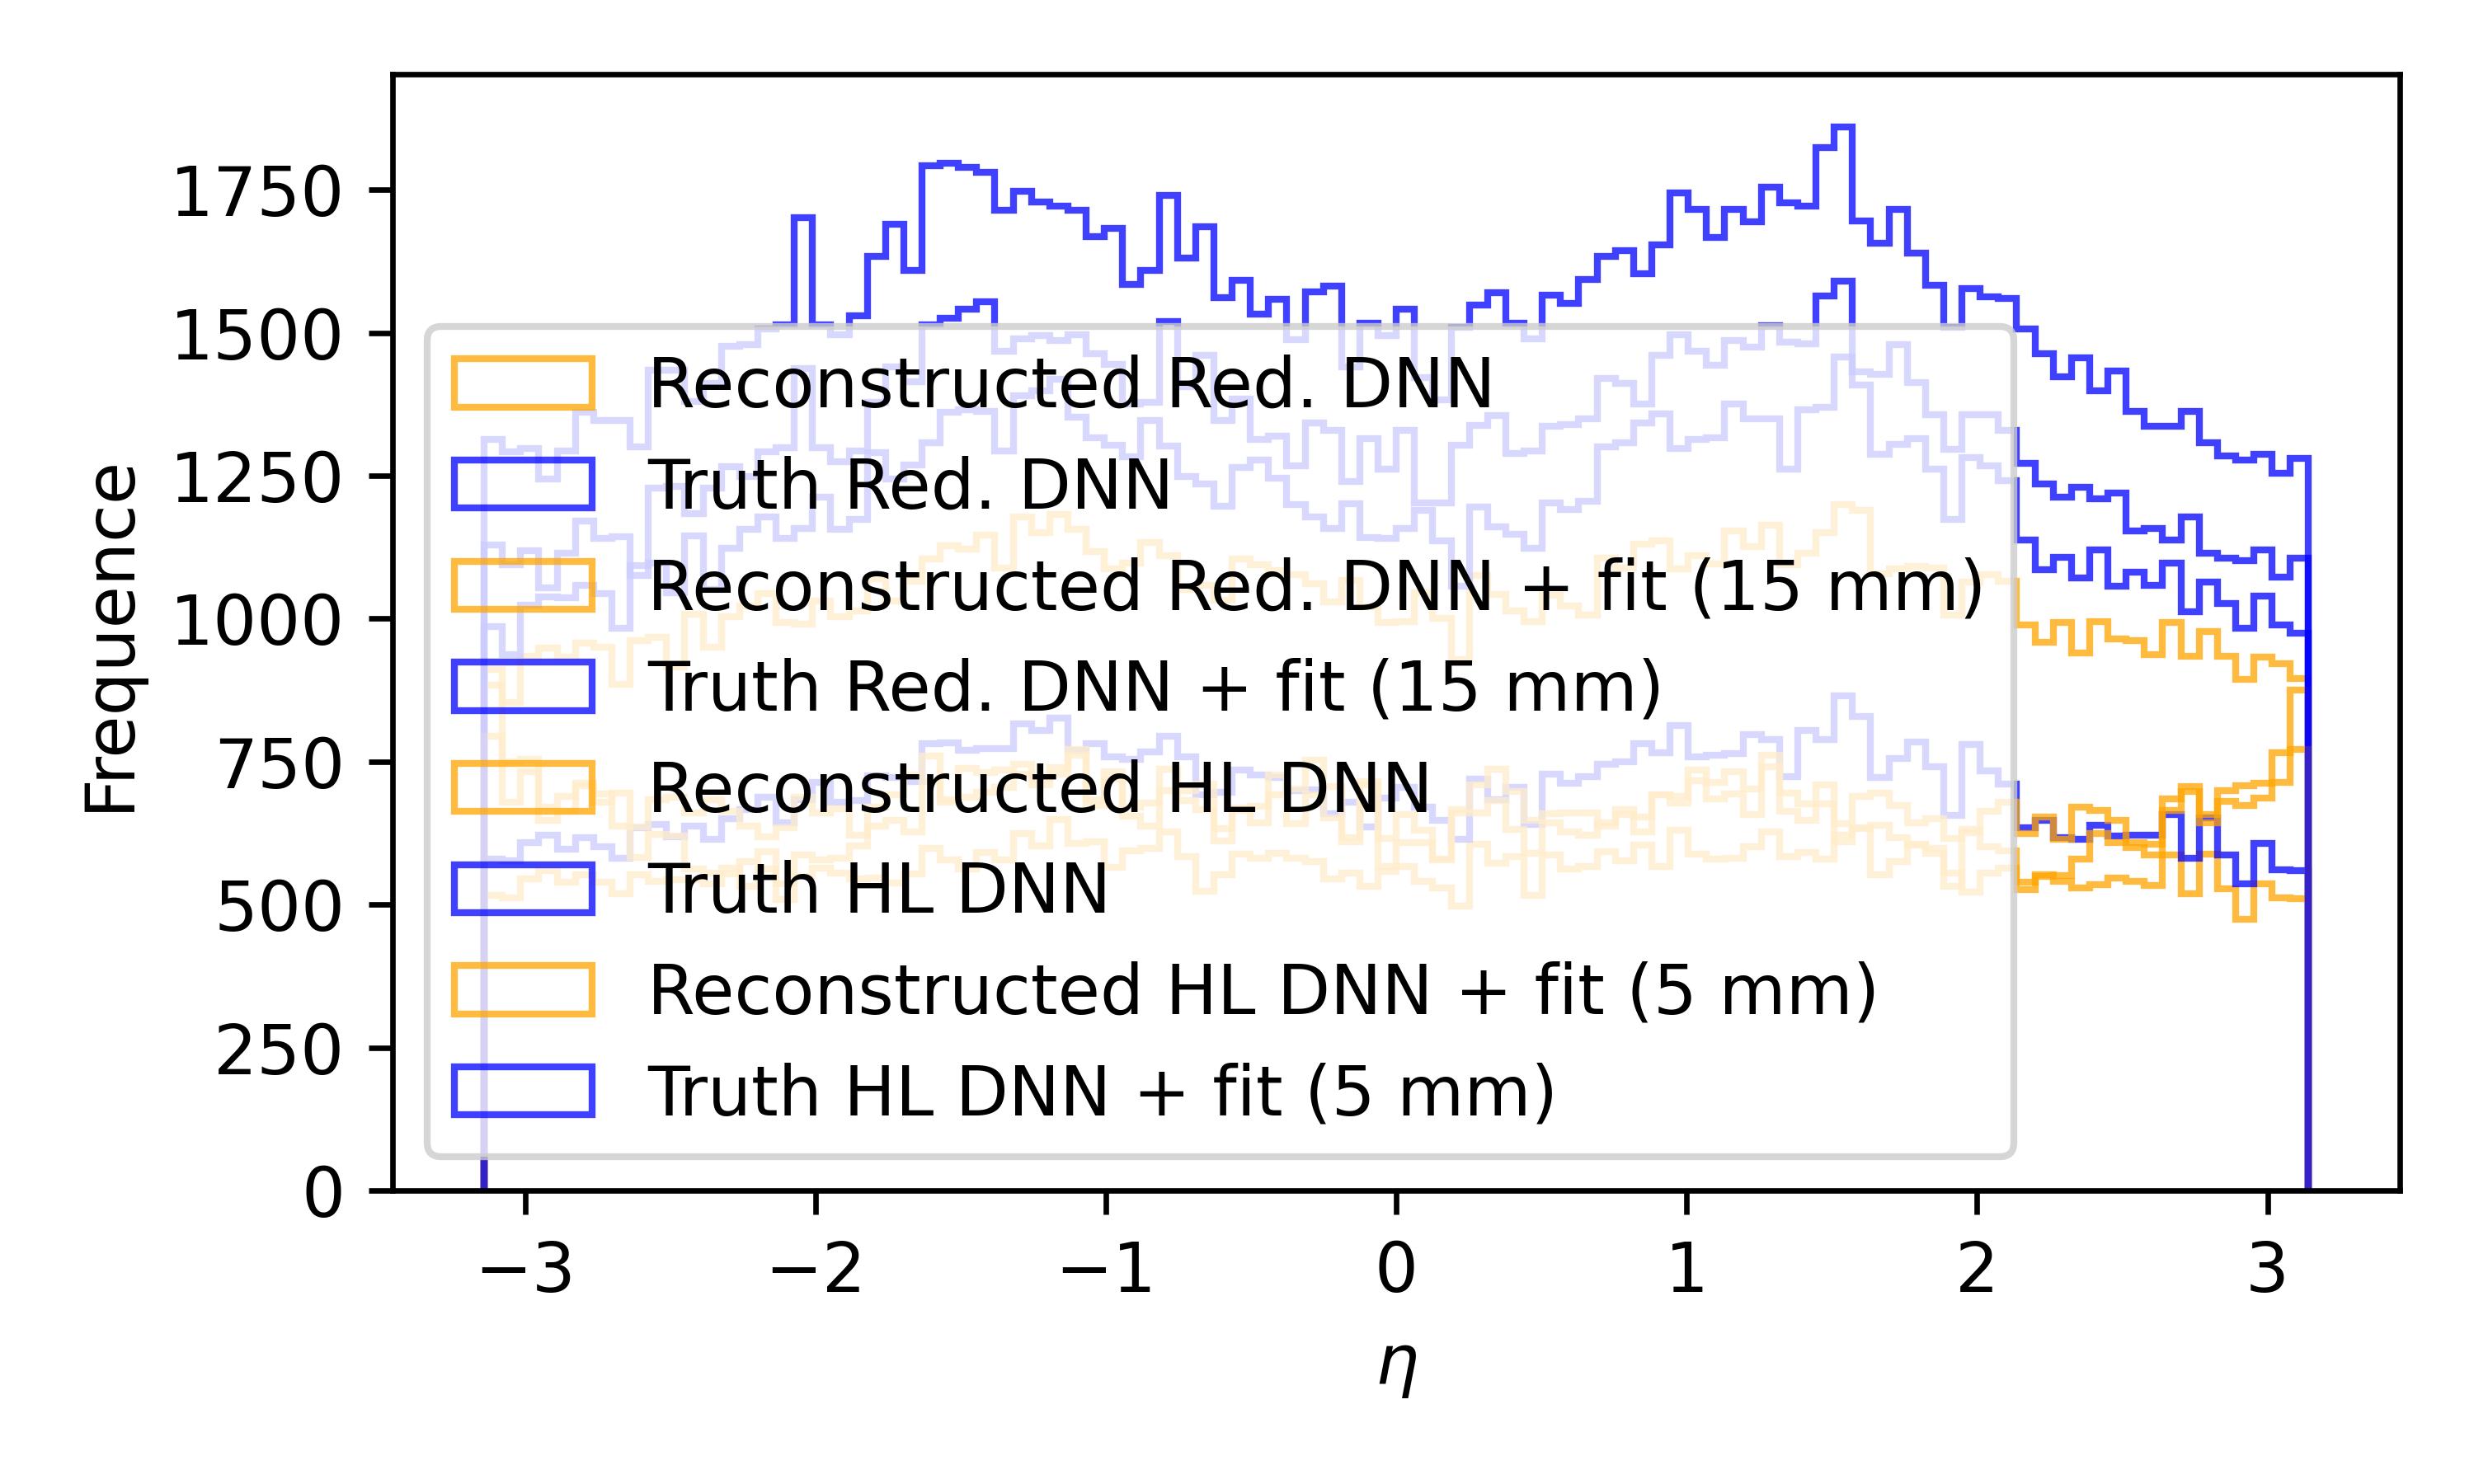 Frequence
1750
1500
1250
1000
750
500
250
0
Reconstructed Red. DNN
Truth Red. DNN
Reconstructed Red. DNN + fit (15 mm)
Truth Red. DNN + fit (15 mm)
Reconstructed HL DNN
Truth HL DNN
Reconstructed HL DNN + fit (5 mm)
Truth HL DNN + fit (5 mm)
−3 −2 −1 0 1 2 3
η